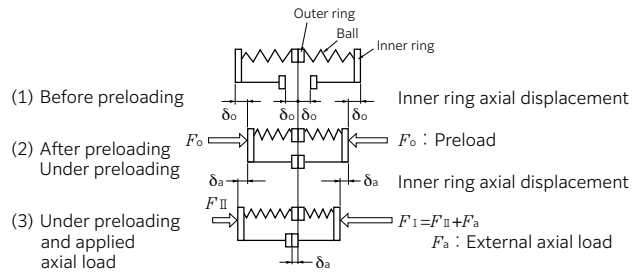 Outer ring
Ball
Inner ring
(1) Before preloading
δo δo δo δo
Inner ring axial displacement
Fo
Fo : Preload
(2) After preloading
Under preloading
δa δa
Inner ring axial displacement
FⅡ
(3) Under preloading
and applied
axial load
FⅠ=FⅡ+Fa
Fa : External axial load
δa